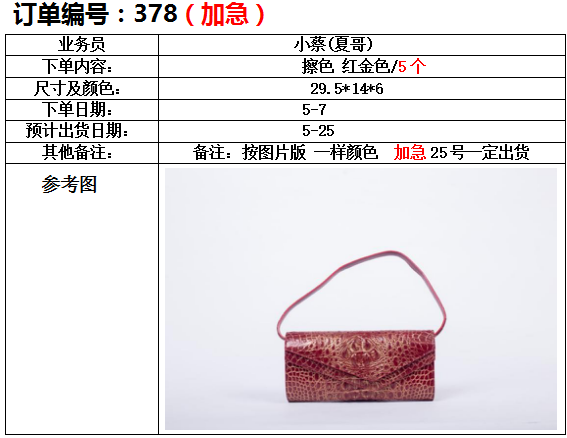 订单编号：378（加急）
业务员 小蔡(夏哥)
下单内容： 擦色 红金色/5个
尺寸及颜色： 29.5*14*6
下单日期： 5-7
预计出货日期： 5-25
其他备注： 备注：按图片版 一样颜色 加急25号一定出货
参考图